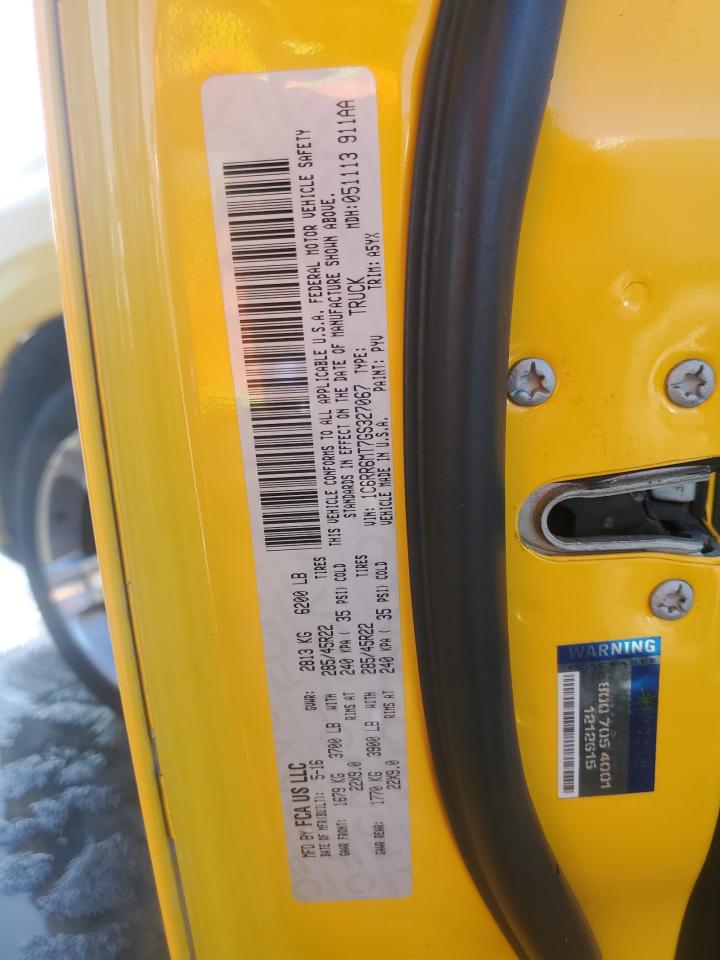 MFD BY FCA US LLC
DATE OF MFR(BUILT): 5-16 GVWR: 2813 KG 6200 LB
GAWR FRONT: 1679 KG 3700 LB WITH 285/45R22 TIRES
22X9.0 RIMS AT 240 KPA ( 35 PSI) COLD
GAWR REAR: 1770 KG 3900 LB WITH 285/45R22 TIRES
22X9.0 RIMS AT 240 KPA ( 35 PSI) COLD
THIS VEHICLE CONFORMS TO ALL APPLICABLE U.S.A. FEDERAL MOTOR VEHICLE SAFETY
STANDARDS IN EFFECT ON THE DATE OF MANUFACTURE SHOWN ABOVE.
VIN: 1C6RR6MT7GS327067 TYPE: TRUCK MDH:051113 911AA
VEHICLE MADE IN U.S.A. PAINT: PYV TRIM: A5YX
WARNING
TRACEABLE
800 705 4001
1212615